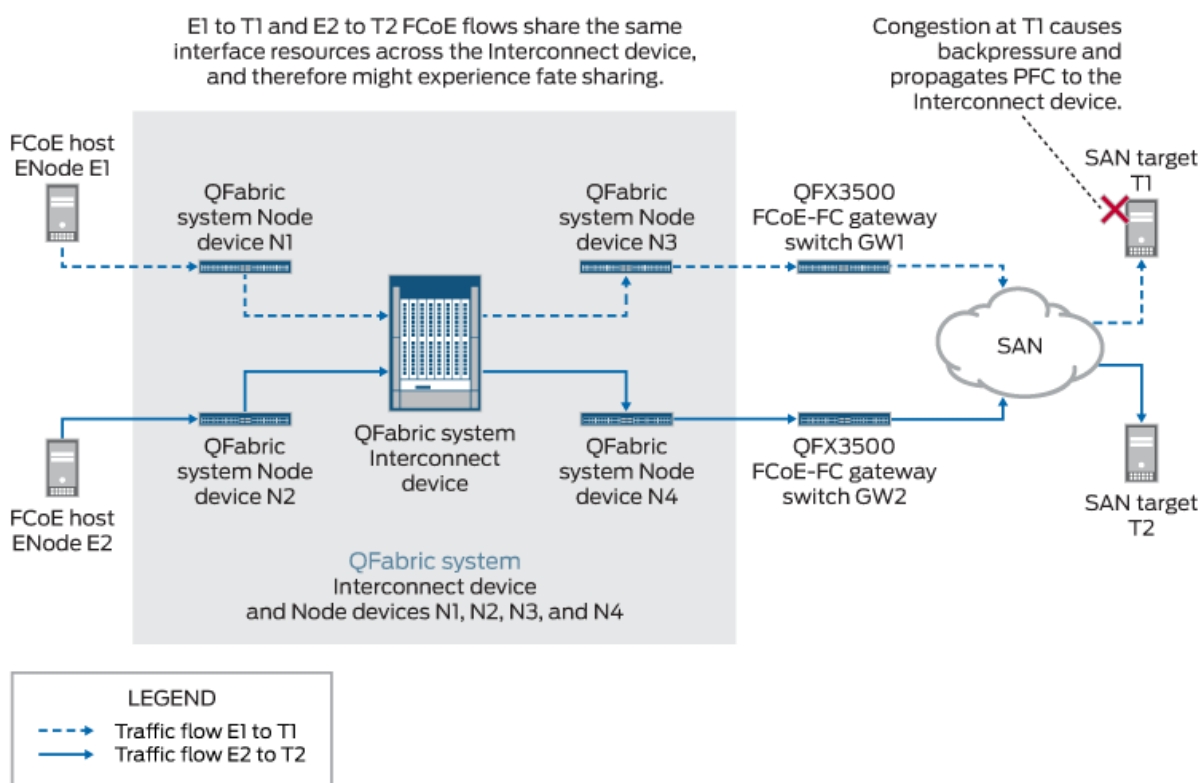 E1 to T1 and E2 to T2 FCoE flows share the same
interface resources across the Interconnect device,
and therefore might experience fate sharing.
Congestion at T1 causes
backpressure and
propagates PFC to the
Interconnect device.
FCoE host
ENode E1
QFabric
system Node
device N1
QFabric
system Node
device N3
QFX3500
FCoE-FC gateway
switch GW1
SAN target
T1
SAN
QFabric
system Node
device N2
QFabric system
Interconnect
device
QFabric
system Node
device N4
QFX3500
FCoE-FC gateway
switch GW2
FCoE host
ENode E2
SAN target
T2
QFabric system
Interconnect device
and Node devices N1, N2, N3, and N4
LEGEND
Traffic flow E1 to T1
Traffic flow E2 to T2